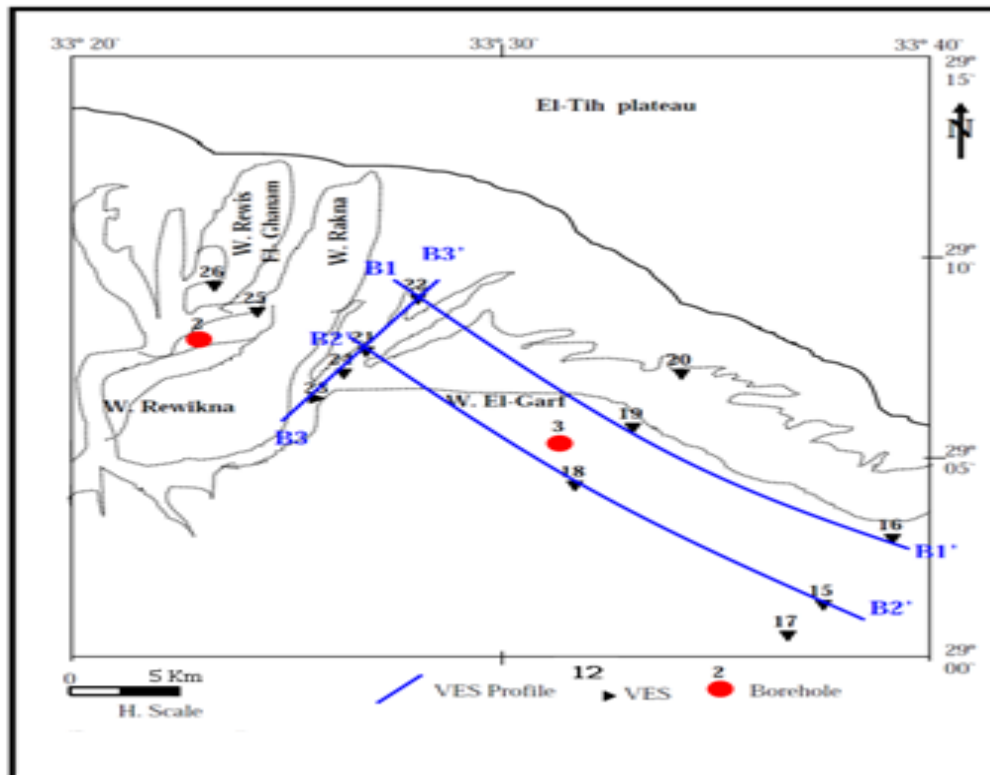 33° 20`
33° 30`
33° 40`
29°
15`
El-Tih plateau
N
W. Rewis
El- Ghanam
W. Rakna
29°
10`
B3`
B1
26
22
25
2
B2
21
20
W. Rewikna
W. El-Garf
19
B3
3
29°
05`
18
16
B1`
15
B2`
17
29°
00`
0 5 Km
H. Scale
VES Profile
12
VES
2
Borehole